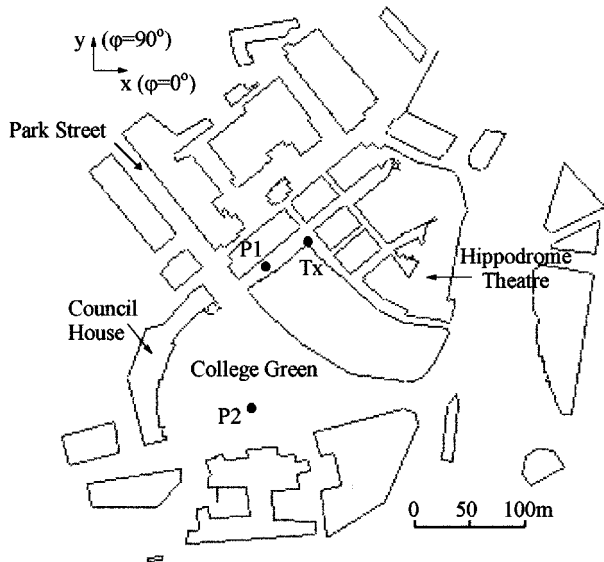 y (φ=90°)
x (φ=0°)
Park Street
P1
Tx
Hippodrome
Theatre
Council
House
College Green
P2
0 50 100m